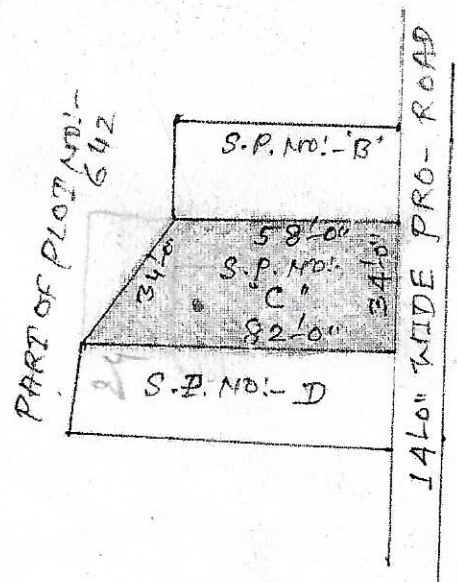 PART OF PLOT NO:-
642
S.P. NO:- 'B'
58'-0"
34'-0"
S.P. NO:-
"C"
34'-0"
82'-0"
S.P. NO:- D
14'-0" WIDE PRO- ROAD